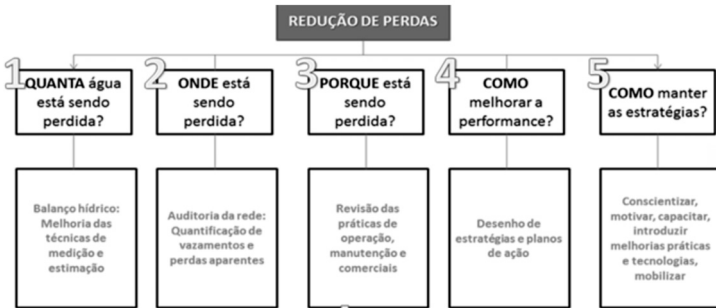 REDUÇÃO DE PERDAS
1
QUANTA água
está sendo
perdida?
2
ONDE está
sendo
perdida?
3
PORQUE está
sendo
perdida?
4
COMO
melhorar a
performance?
5
COMO manter
as estratégias?
Balanço hídrico:
Melhoria das
técnicas de
medição e
estimação
Auditoria da rede:
Quantificação de
vazamentos e
perdas aparentes
Revisão das
práticas de
operação,
manutenção e
comerciais
Desenho de
estratégias e planos
de ação
Conscientizar,
motivar, capacitar,
introduzir
melhorias práticas
e tecnologias,
mobilizar